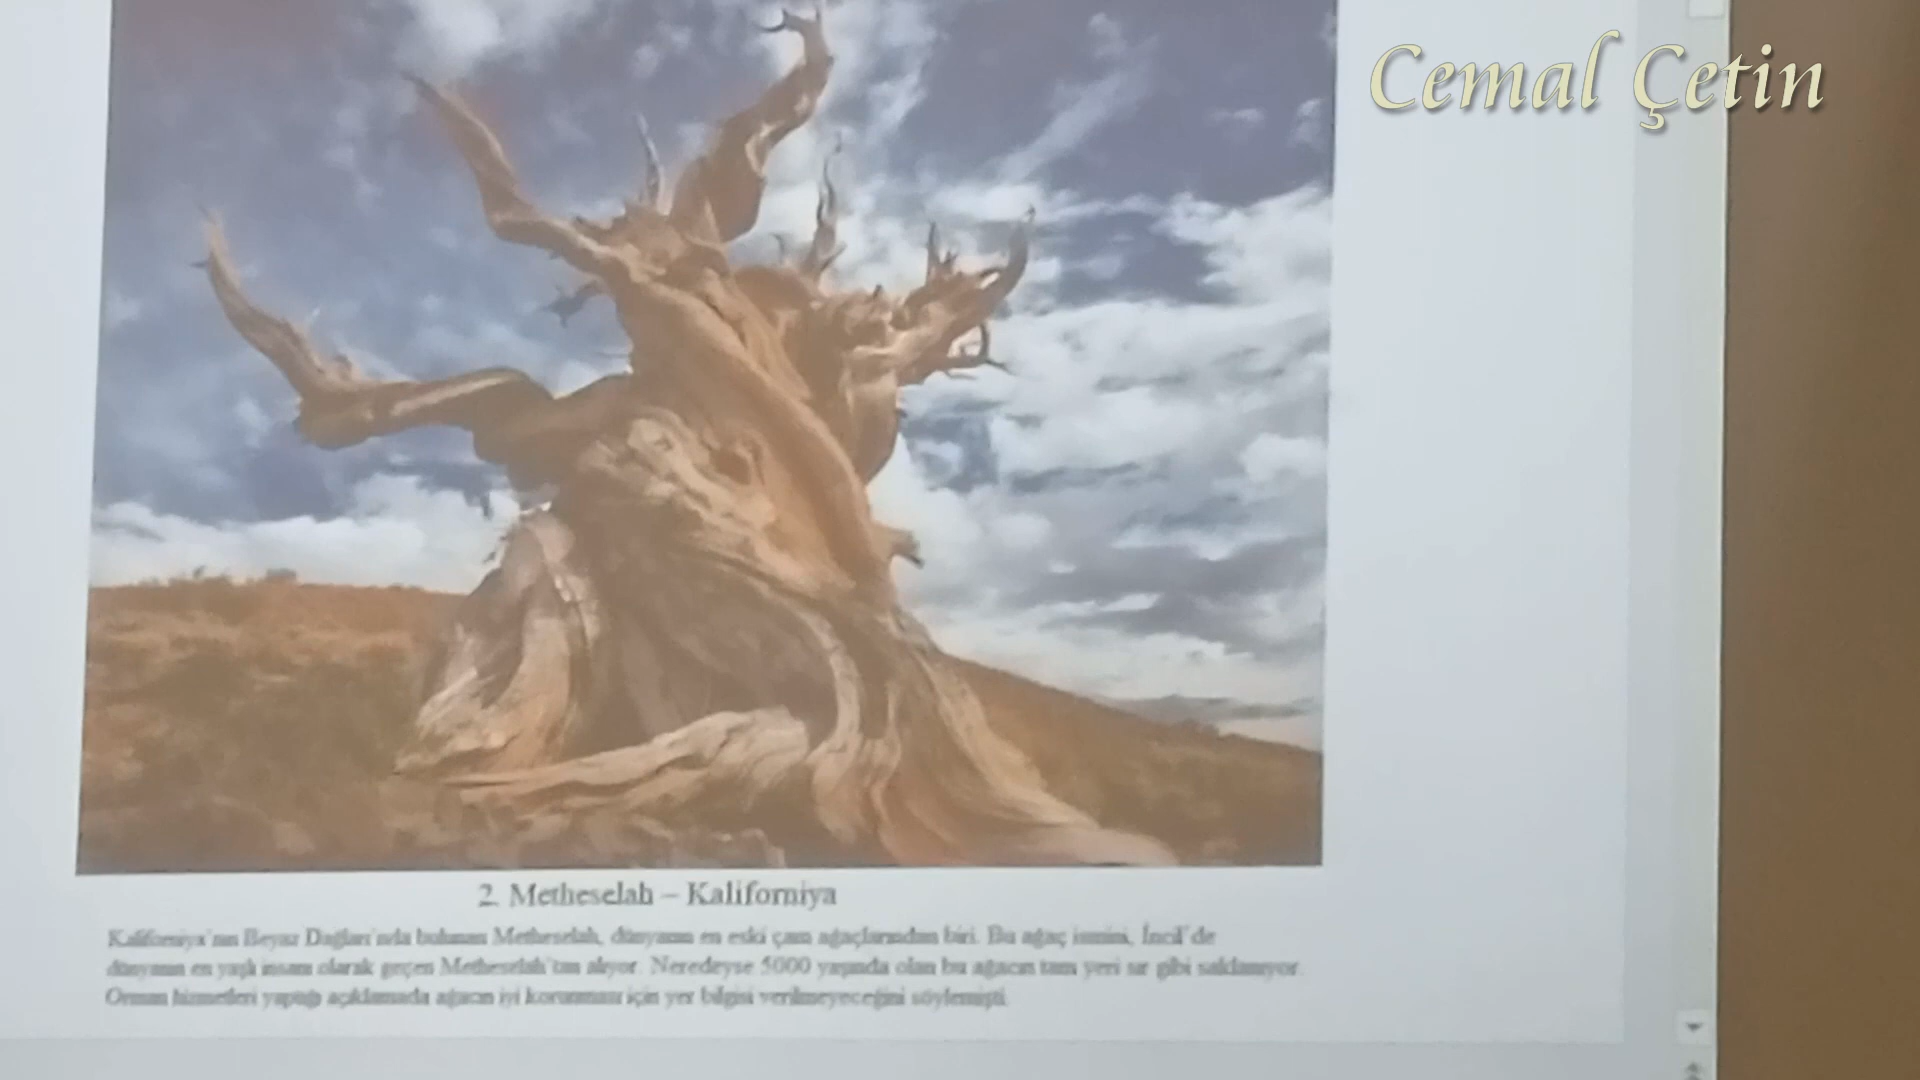 Cemal Çetin
2. Metheselah – Kaliforniya
Kaliforniya'nın Beyaz Dağları'nda bulunan Metheselah, dünyanın en eski çam ağaçlarından biri. Bu ağaç ismini, İncil'de
dünyanın en yaşlı insanı olarak geçen Metheselah'tan alıyor. Neredeyse 5000 yaşında olan bu ağacın tam yeri sır gibi saklanıyor.
Orman hizmetleri yaptığı açıklamada ağacın iyi korunması için yer bilgisi verilmeyeceğini söylemişti.